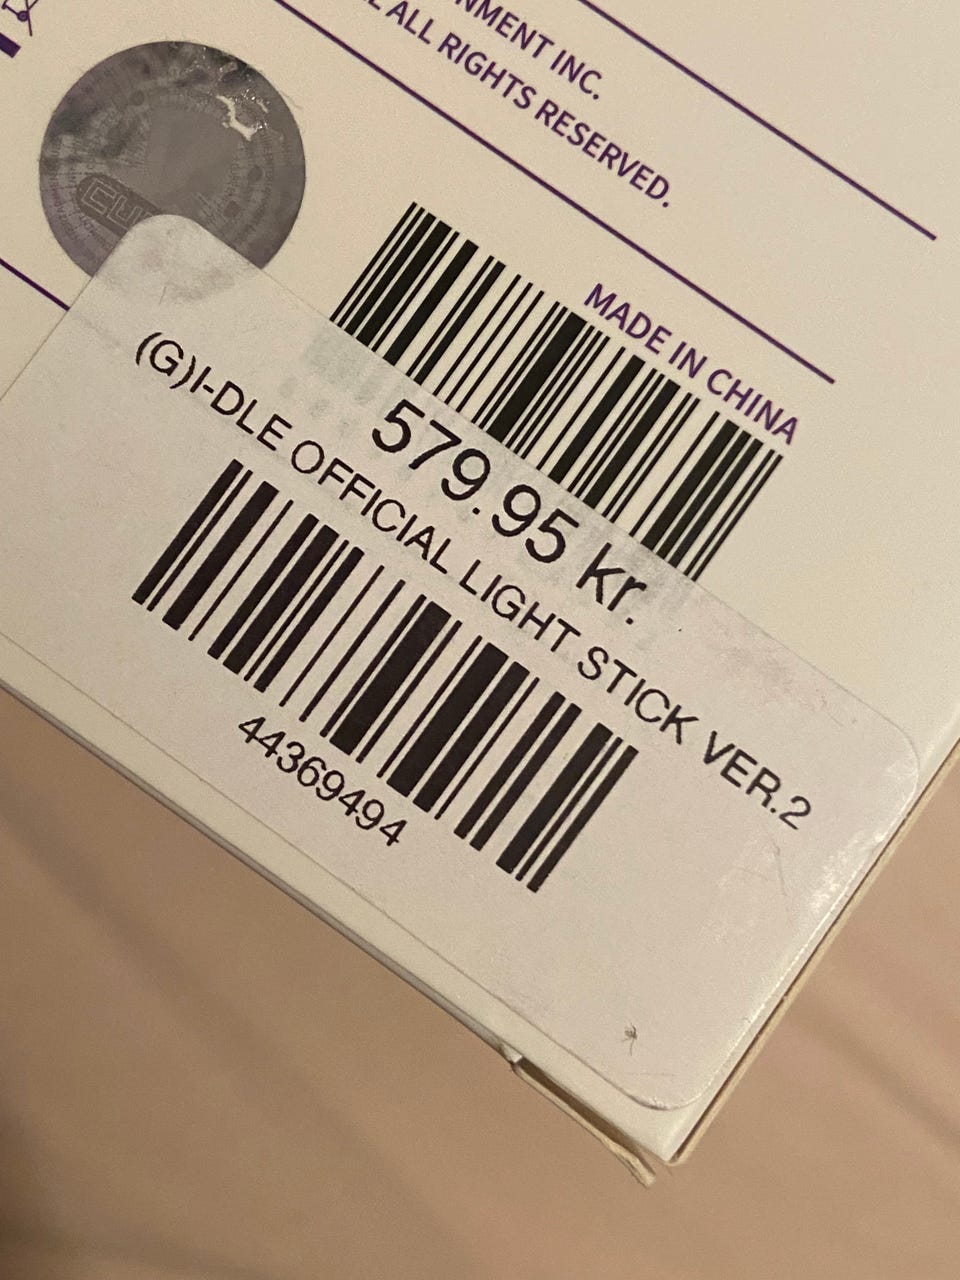 NMENT INC.
ALL RIGHTS RESERVED.
MADE IN CHINA
579.95 kr.
(G)I-DLE OFFICIAL LIGHT STICK VER.2
44369494